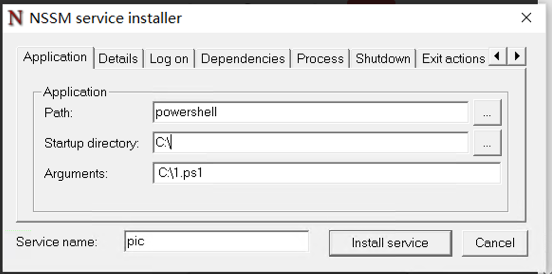 NSSM service installer
Application Details Log on Dependencies Process Shutdown Exit actions
Application
Path: powershell ...
Startup directory: C:\ ...
Arguments: C:\1.ps1
Service name: pic Install service Cancel